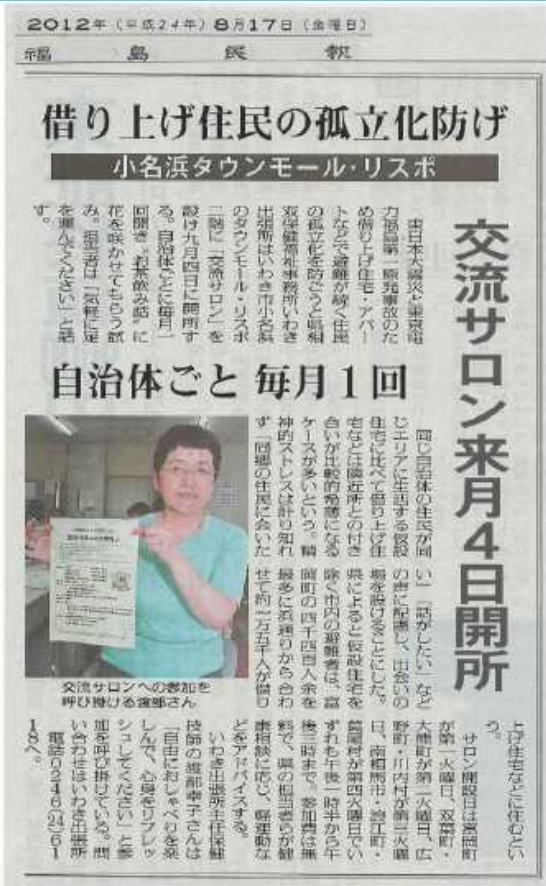 2012年(平成24年)8月17日(金曜日)
福島民報
借り上げ住民の孤立化防げ
小名浜タウンモール・リスポ
交流サロン来月4日開所
東日本大震災と東京電
力福島第一原発事故のた
め借り上げ住宅・アパー
トなどで避難が続く住民
の孤立化を防ごうと県相
双保健福祉事務所いわき
出張所はいわき市小名浜
のタウンモール・リスポ
二階に「交流サロン」を
設け九月四日に開所す
る。自治体ごとに毎月一
回開き〝お茶飲み話〟に
花を咲かせてもらう試
み。担当者は「気軽に足
を運んでください」と話
す。
自治体ごと 毎月1回
同じ自治体の住民が同
じエリアに生活する仮設
住宅に比べて借り上げ住
宅などは隣近所との付き
合いが比較的希薄になる
ケースが多いという。精
神的ストレスは計り知れ
ず「同郷の住民に会いた
い」「話がしたい」など
の声に配慮し、出会いの
場を設けることにした。
県によると仮設住宅を
除く市内の避難者は、富
岡町の四千四百人余を
最多に浜通りから合わ
せて約一万五千人が借り
上げ住宅などに住むとい
う。
サロン開設日は富岡町
が第一火曜日、双葉町・
大熊町が第二火曜日、広
野町・川内村が第三火曜
日、南相馬市・浪江町・
葛尾村が第四火曜日でい
ずれも午後一時半から午
後三時まで。参加費は無
料で、県の担当者らが健
康相談に応じ、軽運動な
どをアドバイスする。
いわき出張所主任保健
技師の渡部幸子さんは
「自由におしゃべりを楽
しんで、心身をリフレッ
シュしてください」と参
加を呼び掛けている。問
い合わせはいわき出張所
電話0246(24)61
18へ。
交流サロンへの参加を
呼び掛ける渡部さん